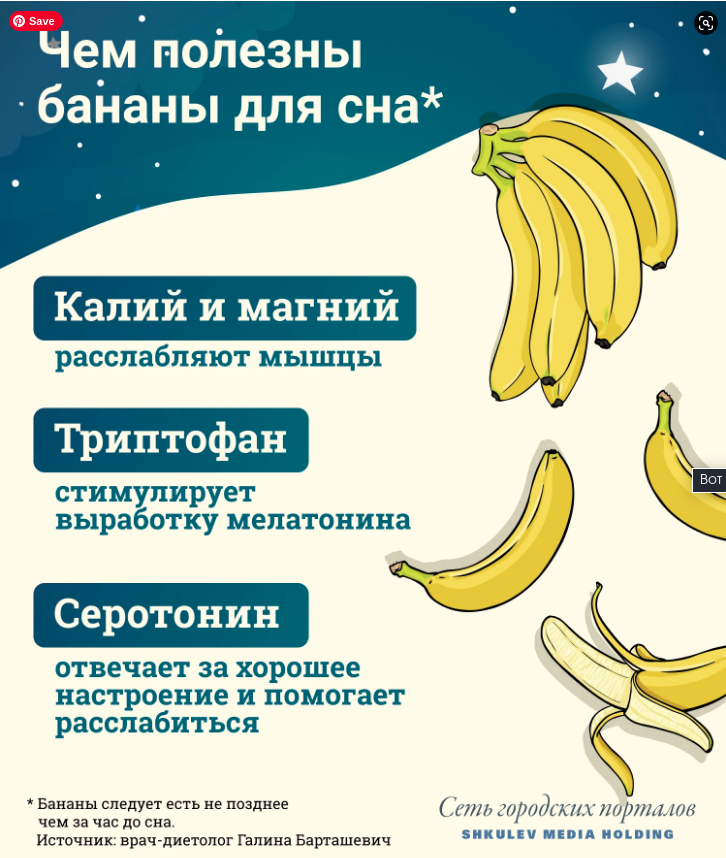 Save
Чем полезны
бананы для сна*
Калий и магний
расслабляют мышцы
Триптофан
стимулирует
выработку мелатонина
Вот
Серотонин
отвечает за хорошее
настроение и помогает
расслабиться
* Бананы следует есть не позднее
чем за час до сна.
Источник: врач-диетолог Галина Барташевич
Сеть городских порталов
SHKULEV MEDIA HOLDING